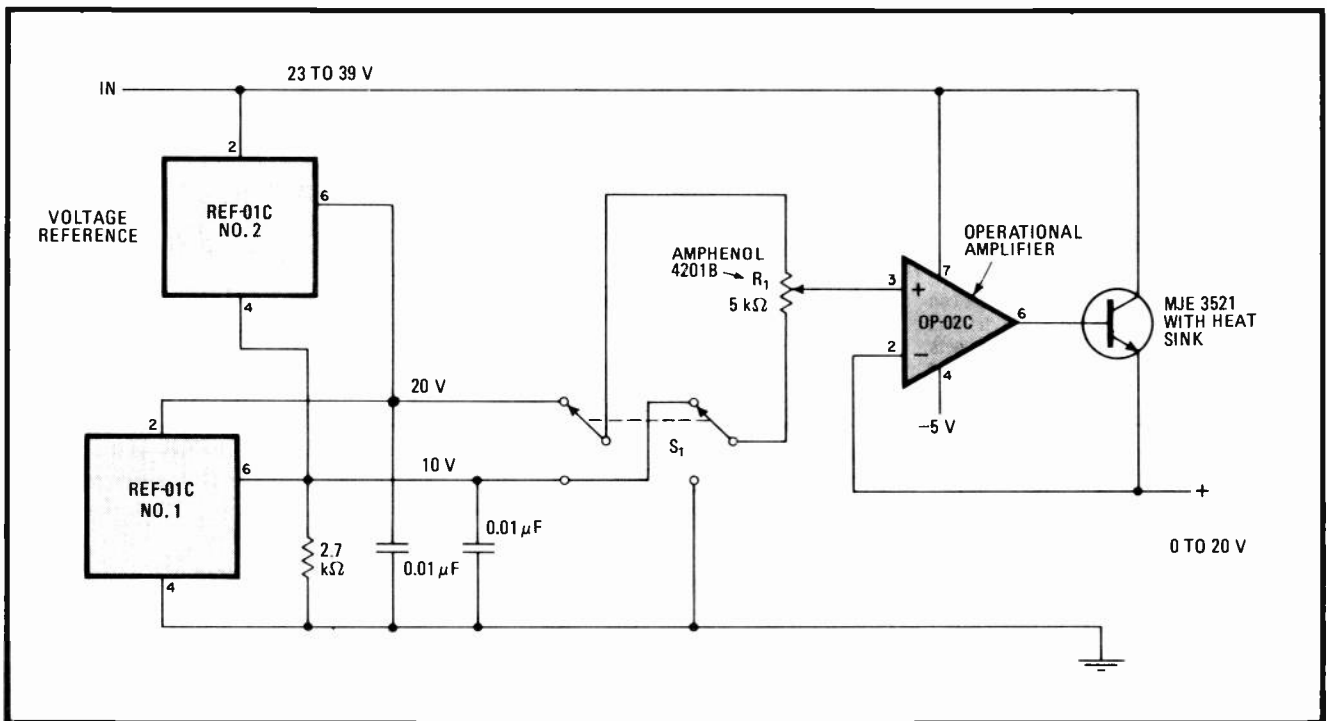 IN
23 TO 39 V
2
VOLTAGE
REFERENCE
REF-01C
NO. 2
6
4
AMPHENOL
4201B
R₁
5 kΩ
OPERATIONAL
AMPLIFIER
3
+
7
OP-02C
6
2
−
4
−5 V
MJE 3521
WITH HEAT
SINK
20 V
2
REF-01C
NO. 1
6
10 V
S₁
4
2.7
kΩ
0.01 μF
0.01 μF
+
0 TO 20 V